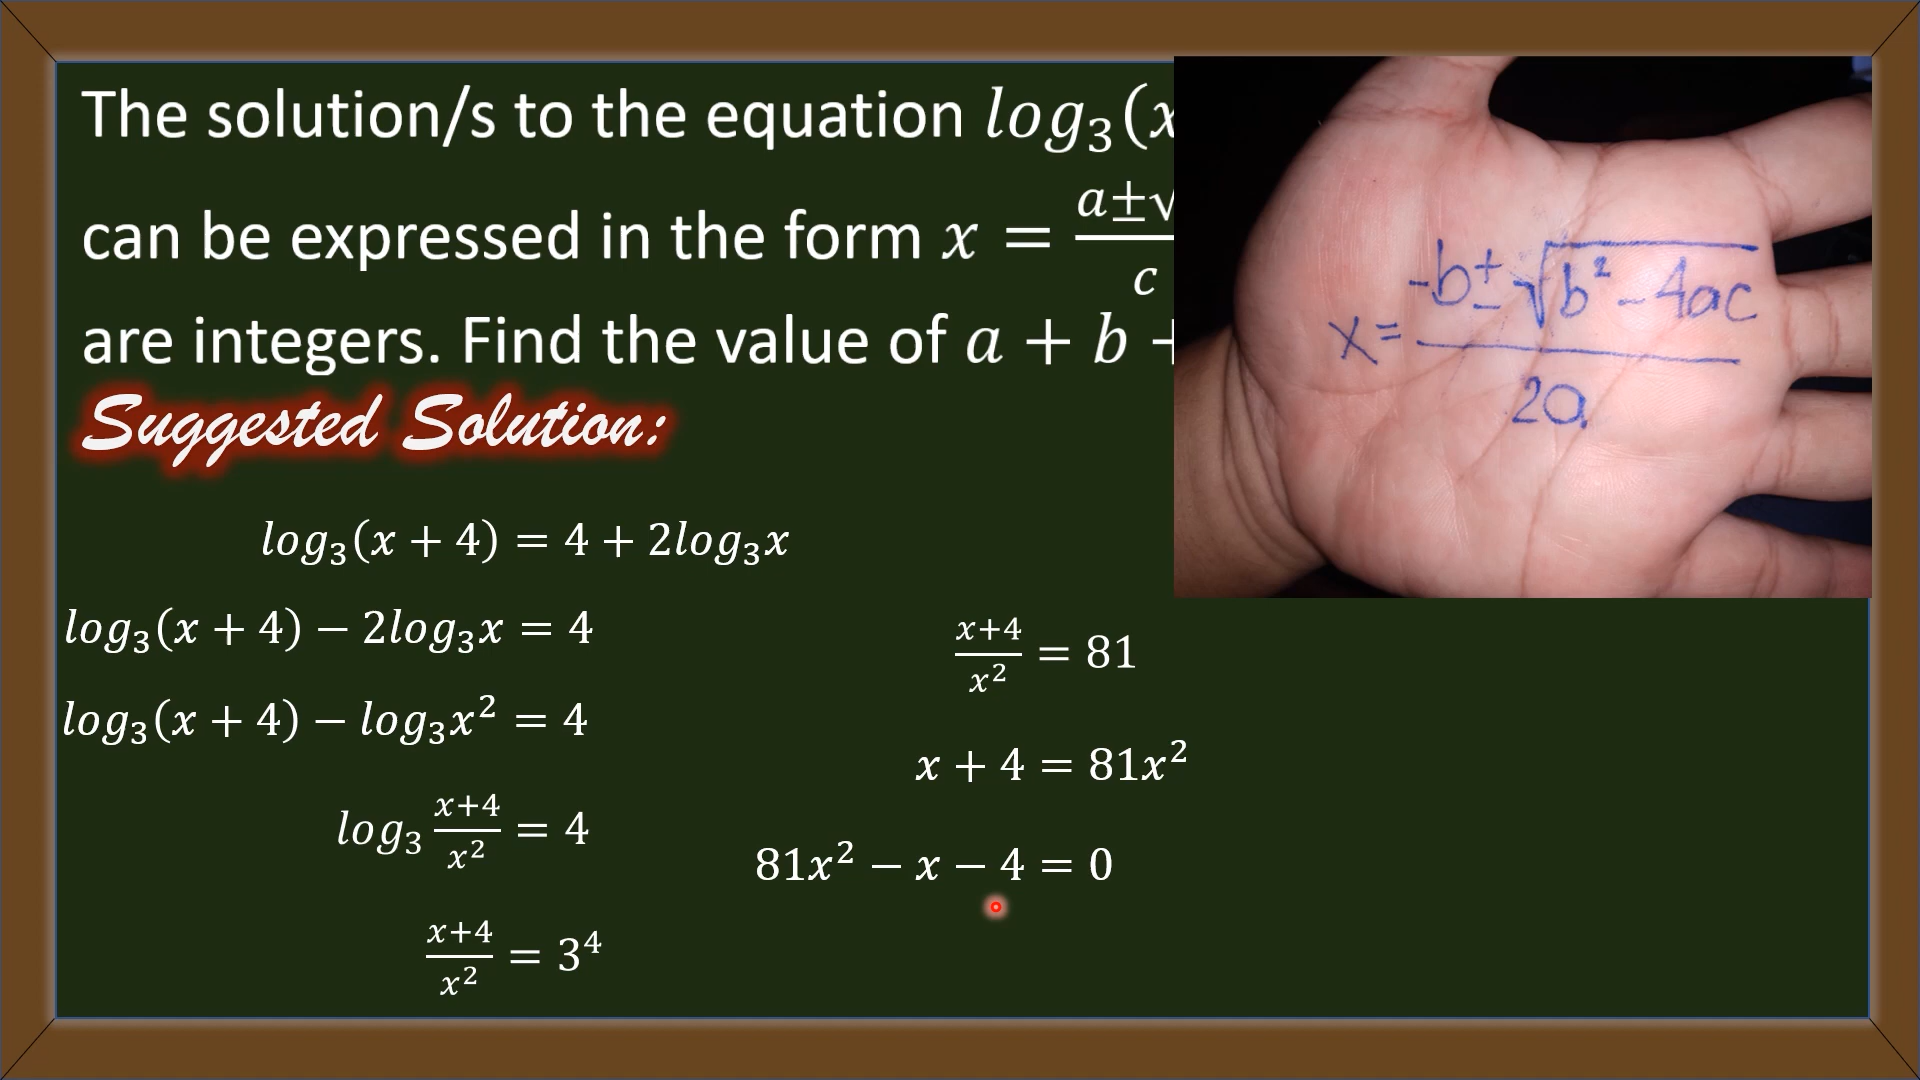 The solution/s to the equation log₃(x
can be expressed in the form x = a±√ / c
are integers. Find the value of a + b +
Suggested Solution:
log₃(x + 4) = 4 + 2log₃x
log₃(x + 4) − 2log₃x = 4
log₃(x + 4) − log₃x² = 4
log₃ (x+4)/x² = 4
(x+4)/x² = 3⁴
(x+4)/x² = 81
x + 4 = 81x²
81x² − x − 4 = 0
x = (-b ± √(b² - 4ac)) / 2a